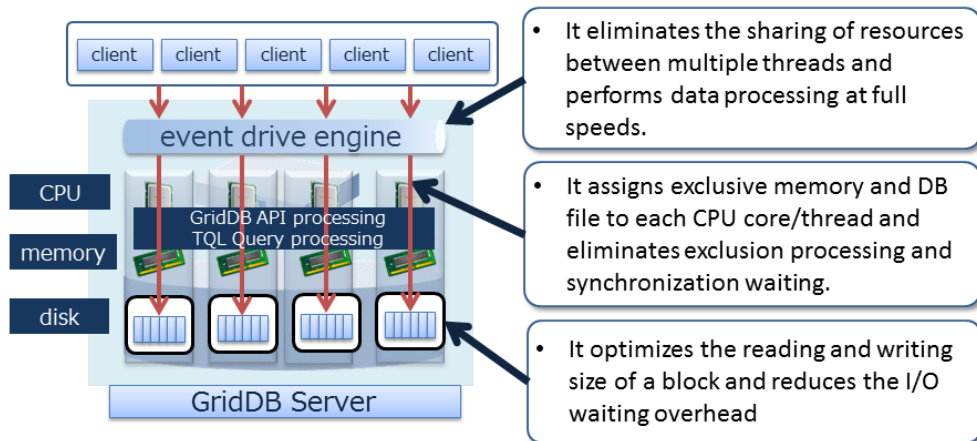 client client client client client
event drive engine
CPU
GridDB API processing
TQL Query processing
memory
disk
GridDB Server
• It eliminates the sharing of resources
between multiple threads and
performs data processing at full
speeds.
• It assigns exclusive memory and DB
file to each CPU core/thread and
eliminates exclusion processing and
synchronization waiting.
• It optimizes the reading and writing
size of a block and reduces the I/O
waiting overhead